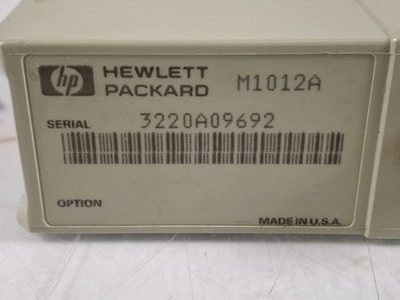 hp HEWLETT PACKARD M1012A
SERIAL 3220A09692
OPTION
MADE IN U.S.A.